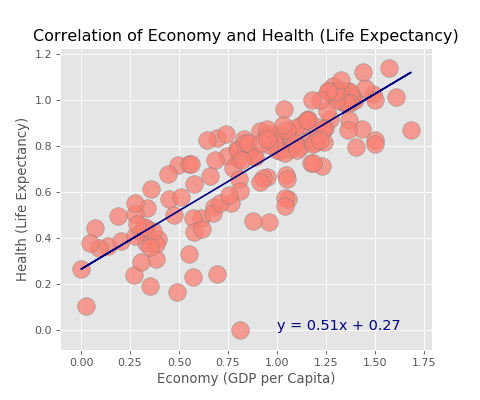 Correlation of Economy and Health (Life Expectancy)
Health (Life Expectancy)
1.2
1.0
0.8
0.6
0.4
0.2
0.0
y = 0.51x + 0.27
0.00 0.25 0.50 0.75 1.00 1.25 1.50 1.75
Economy (GDP per Capita)